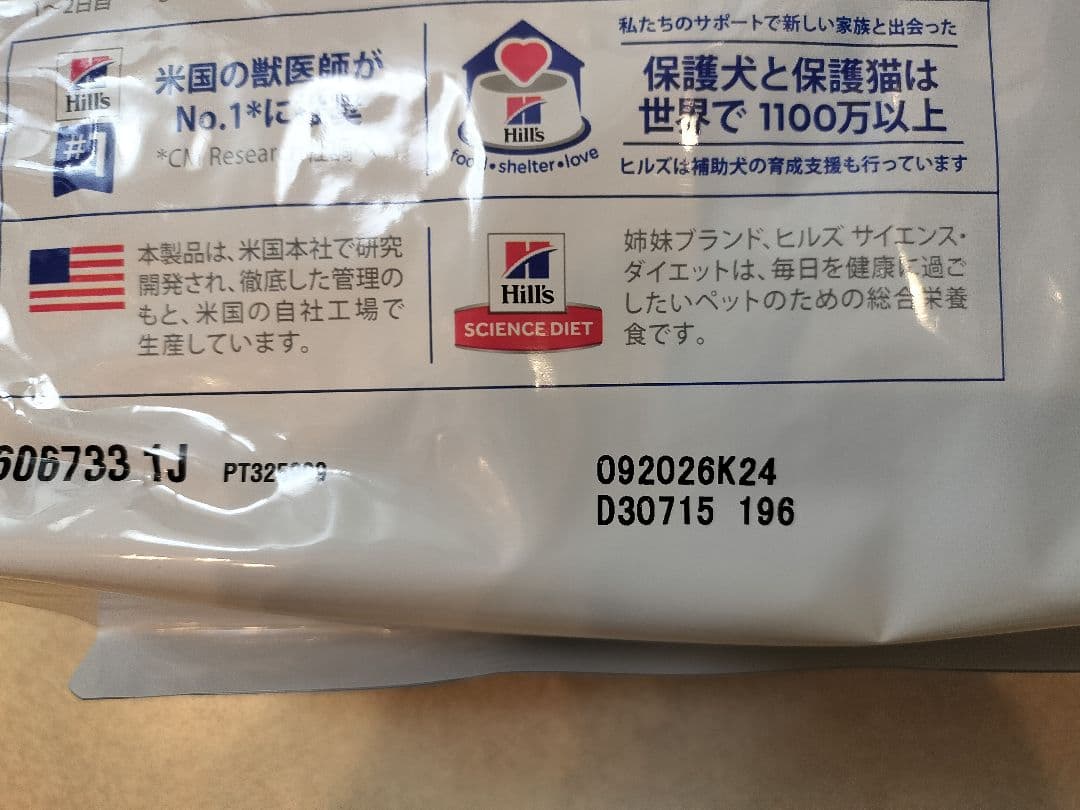 1〜2日目
Hill's
#1
米国の獣医師が
No.1*に
*CM Resear
Hill's
food•shelter•love
私たちのサポートで新しい家族と出会った
保護犬と保護猫は
世界で 1100万以上
ヒルズは補助犬の育成支援も行っています
本製品は、米国本社で研究
開発され、徹底した管理の
もと、米国の自社工場で
生産しています。
Hill's
SCIENCE DIET
姉妹ブランド、ヒルズ サイエンス・
ダイエットは、毎日を健康に過ご
したいペットのための総合栄養
食です。
606733 1J
092026K24
D30715 196